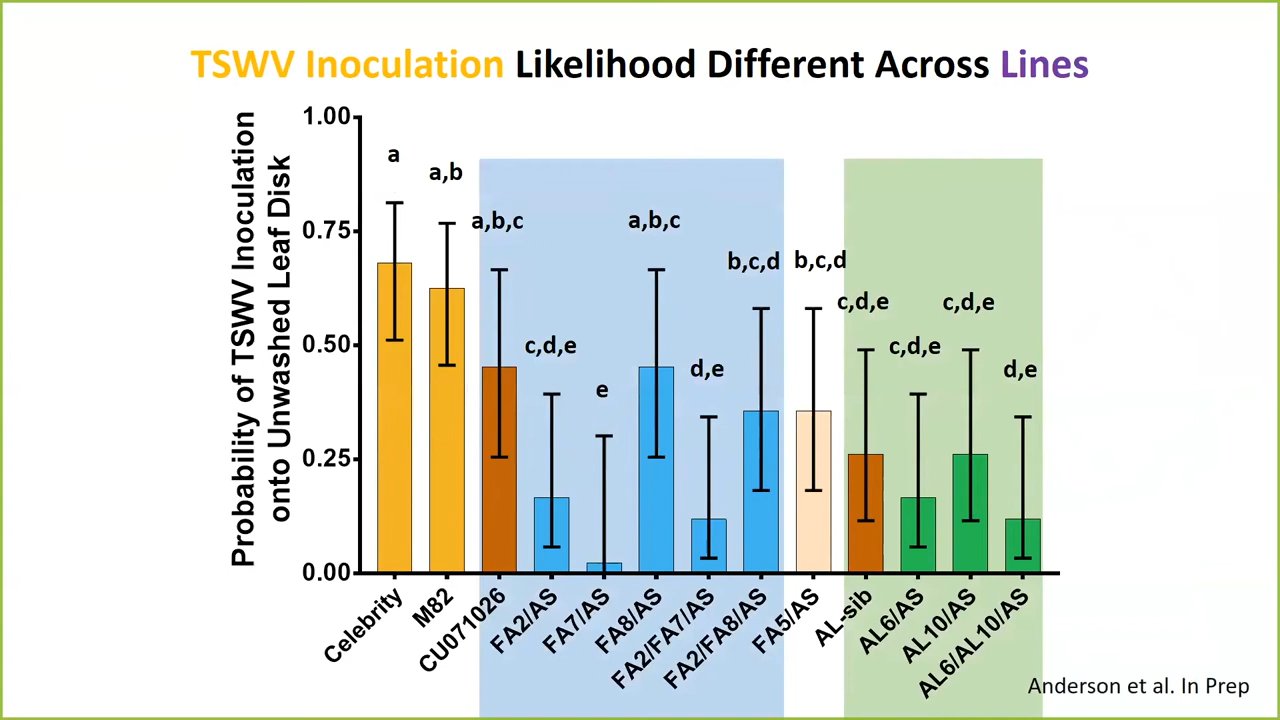 TSWV Inoculation Likelihood Different Across Lines
Probability of TSWV Inoculation
onto Unwashed Leaf Disk
1.00
0.75
0.50
0.25
0.00
a
a,b
a,b,c
c,d,e
e
a,b,c
d,e
b,c,d
b,c,d
c,d,e
c,d,e
c,d,e
d,e
Celebrity
M82
CU071026
FA2/AS
FA7/AS
FA8/AS
FA2/FA7/AS
FA2/FA8/AS
FA5/AS
AL-sib
AL6/AS
AL10/AS
AL6/AL10/AS
Anderson et al. In Prep